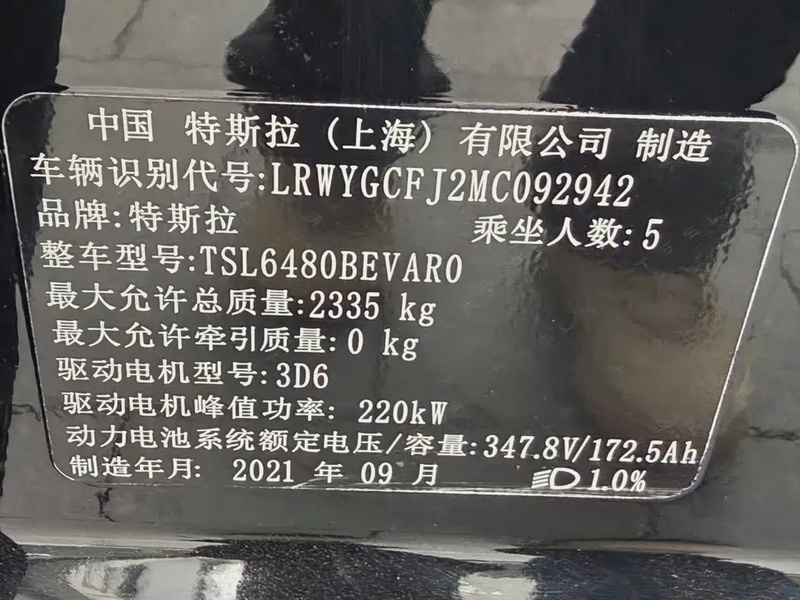 中国 特斯拉 (上海) 有限公司 制造
车辆识别代号:LRWYGCFJ2MC092942
品牌:特斯拉 乘坐人数:5
整车型号:TSL6480BEVAR0
最大允许总质量:2335 kg
最大允许牵引质量:0 kg
驱动电机型号:3D6
驱动电机峰值功率: 220kW
动力电池系统额定电压/容量:347.8V/172.5Ah
制造年月: 2021 年 09 月 1.0%